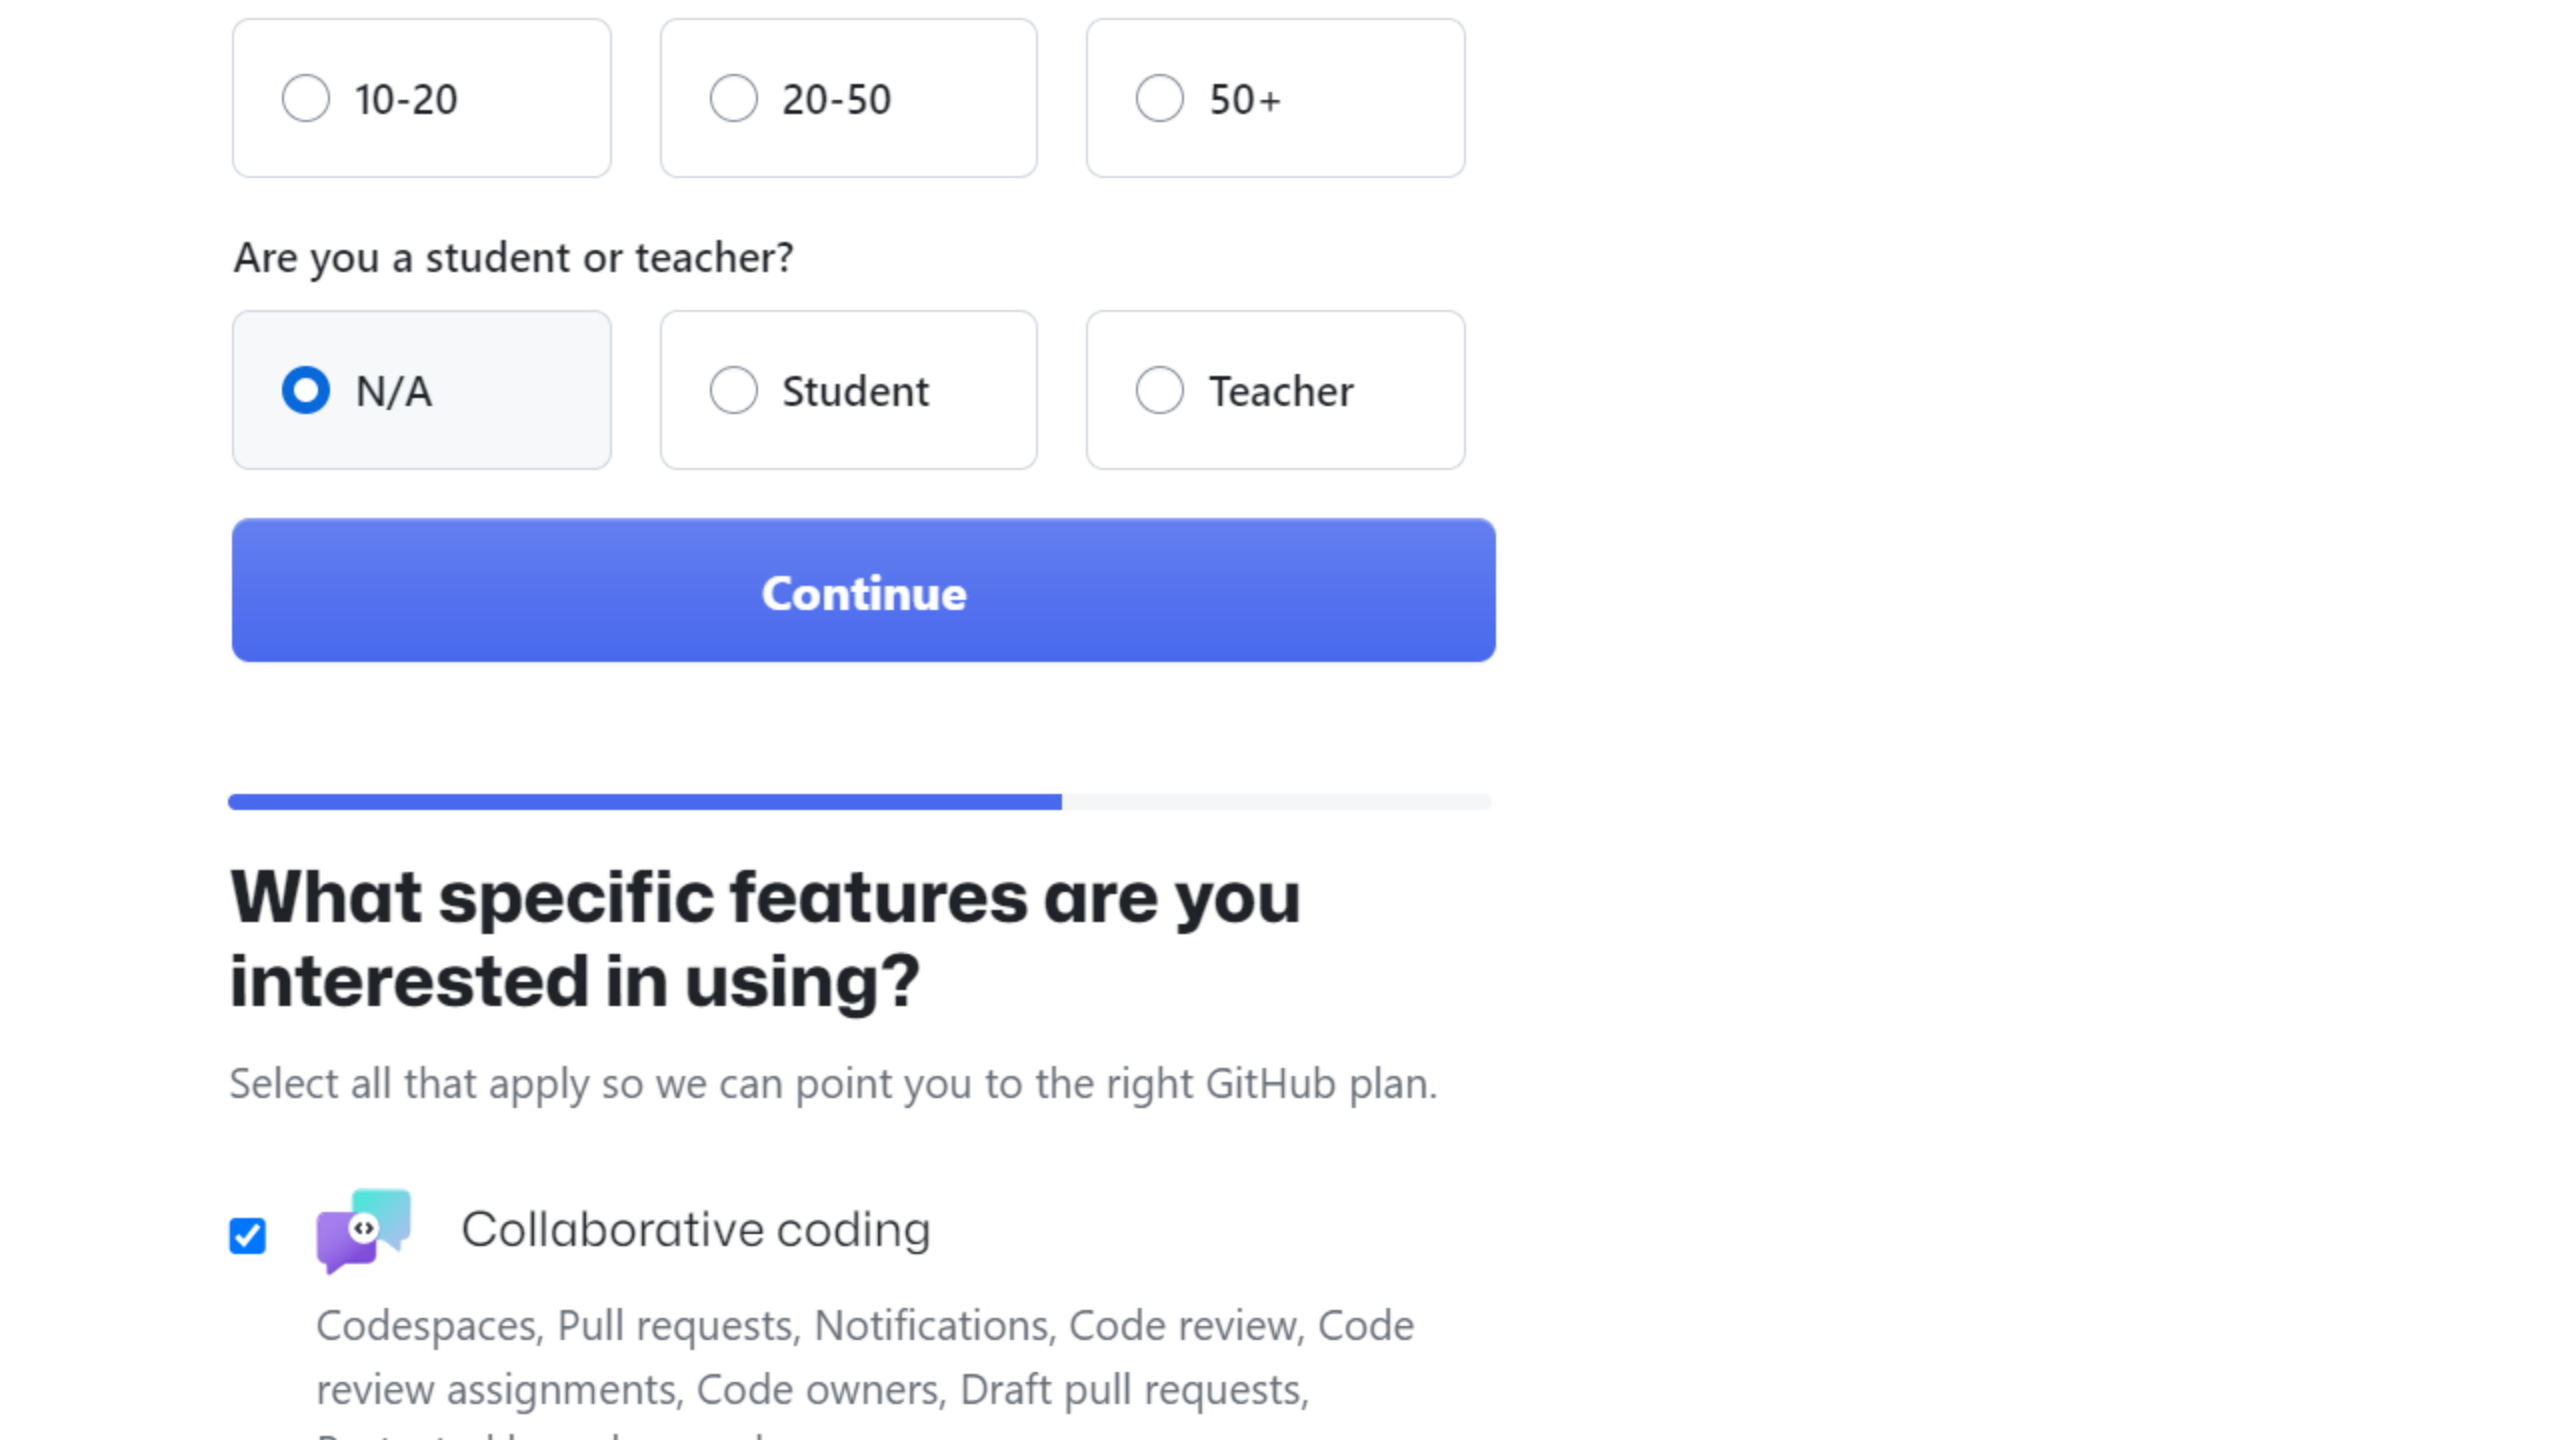 10-20 20-50 50+
Are you a student or teacher?
N/A Student Teacher
Continue
What specific features are you
interested in using?
Select all that apply so we can point you to the right GitHub plan.
Collaborative coding
Codespaces, Pull requests, Notifications, Code review, Code
review assignments, Code owners, Draft pull requests,